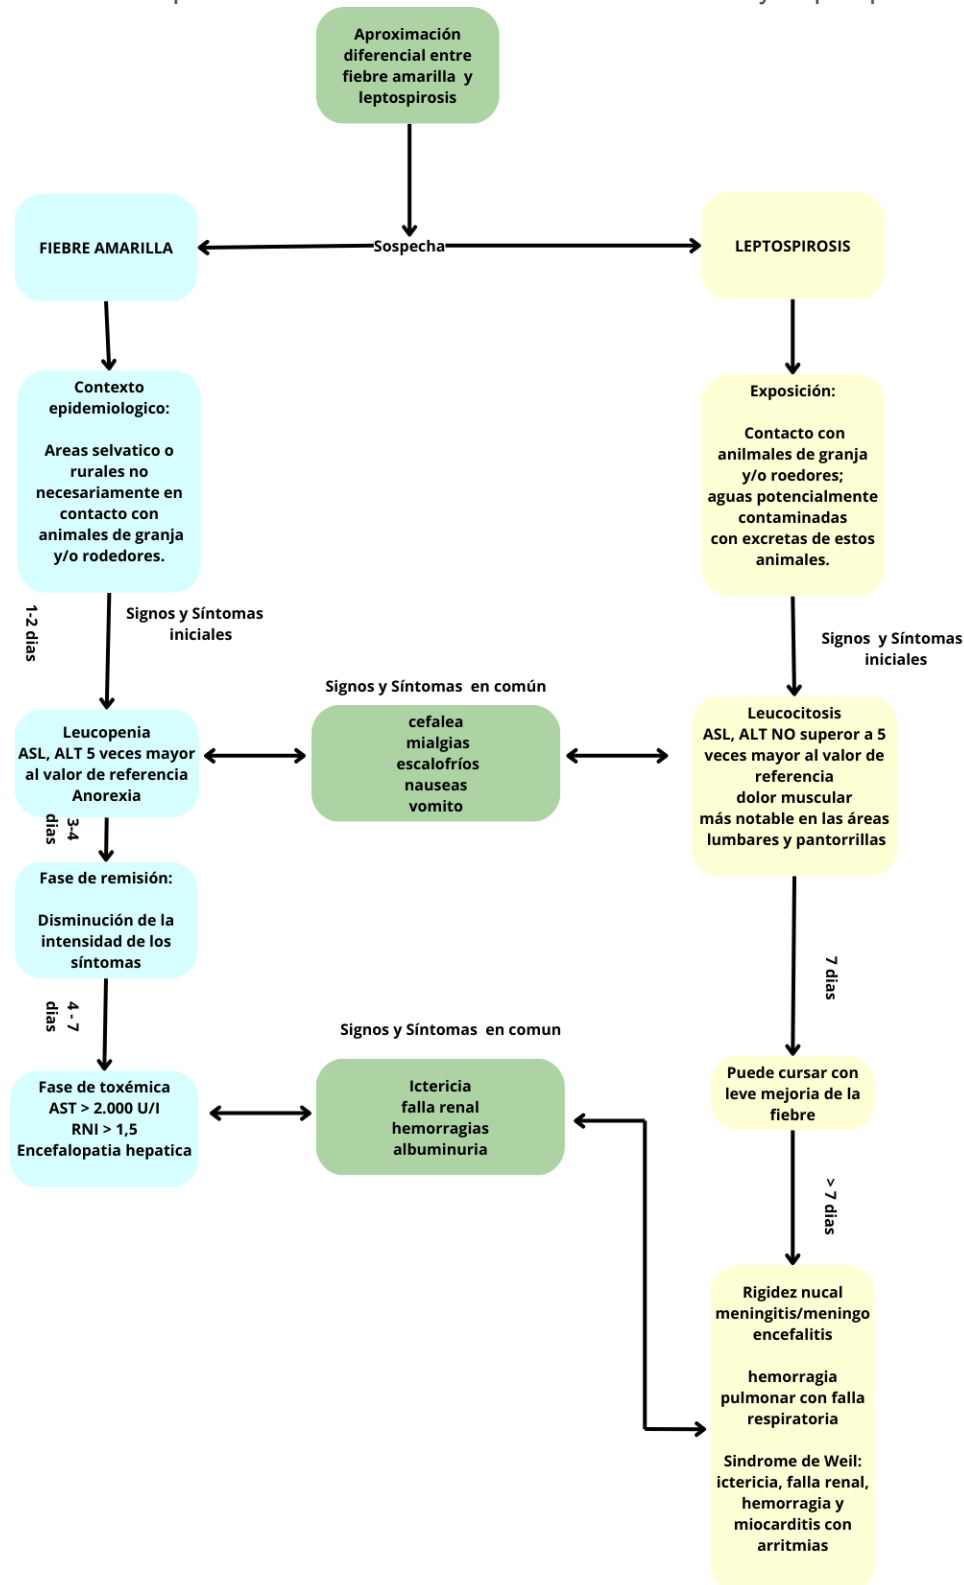 Aproximación
diferencial entre
fiebre amarilla y
leptospirosis
FIEBRE AMARILLA
Sospecha
LEPTOSPIROSIS
Contexto
epidemiologico:
Areas selvatico o
rurales no
necesariamente en
contacto con
animales de granja
y/o rodedores.
Exposición:
Contacto con
anilmales de granja
y/o roedores;
aguas potencialmente
contaminadas
con excretas de estos
animales.
1-2 dias
Signos y Síntomas
iniciales
Signos y Síntomas
iniciales
Signos y Síntomas en común
Leucopenia
ASL, ALT 5 veces mayor
al valor de referencia
Anorexia
cefalea
mialgias
escalofríos
nauseas
vomito
Leucocitosis
ASL, ALT NO superor a 5
veces mayor al valor de
referencia
dolor muscular
más notable en las áreas
lumbares y pantorrillas
3-4
dias
Fase de remisión:
Disminución de la
intensidad de los
síntomas
7 dias
4 - 7
dias
Signos y Síntomas en comun
Fase de toxémica
AST > 2.000 U/I
RNI > 1,5
Encefalopatia hepatica
Ictericia
falla renal
hemorragias
albuminuria
Puede cursar con
leve mejoria de la
fiebre
> 7 dias
Rigidez nucal
meningitis/meningo
encefalitis
hemorragia
pulmonar con falla
respiratoria
Sindrome de Weil:
ictericia, falla renal,
hemorragia y
miocarditis con
arritmias